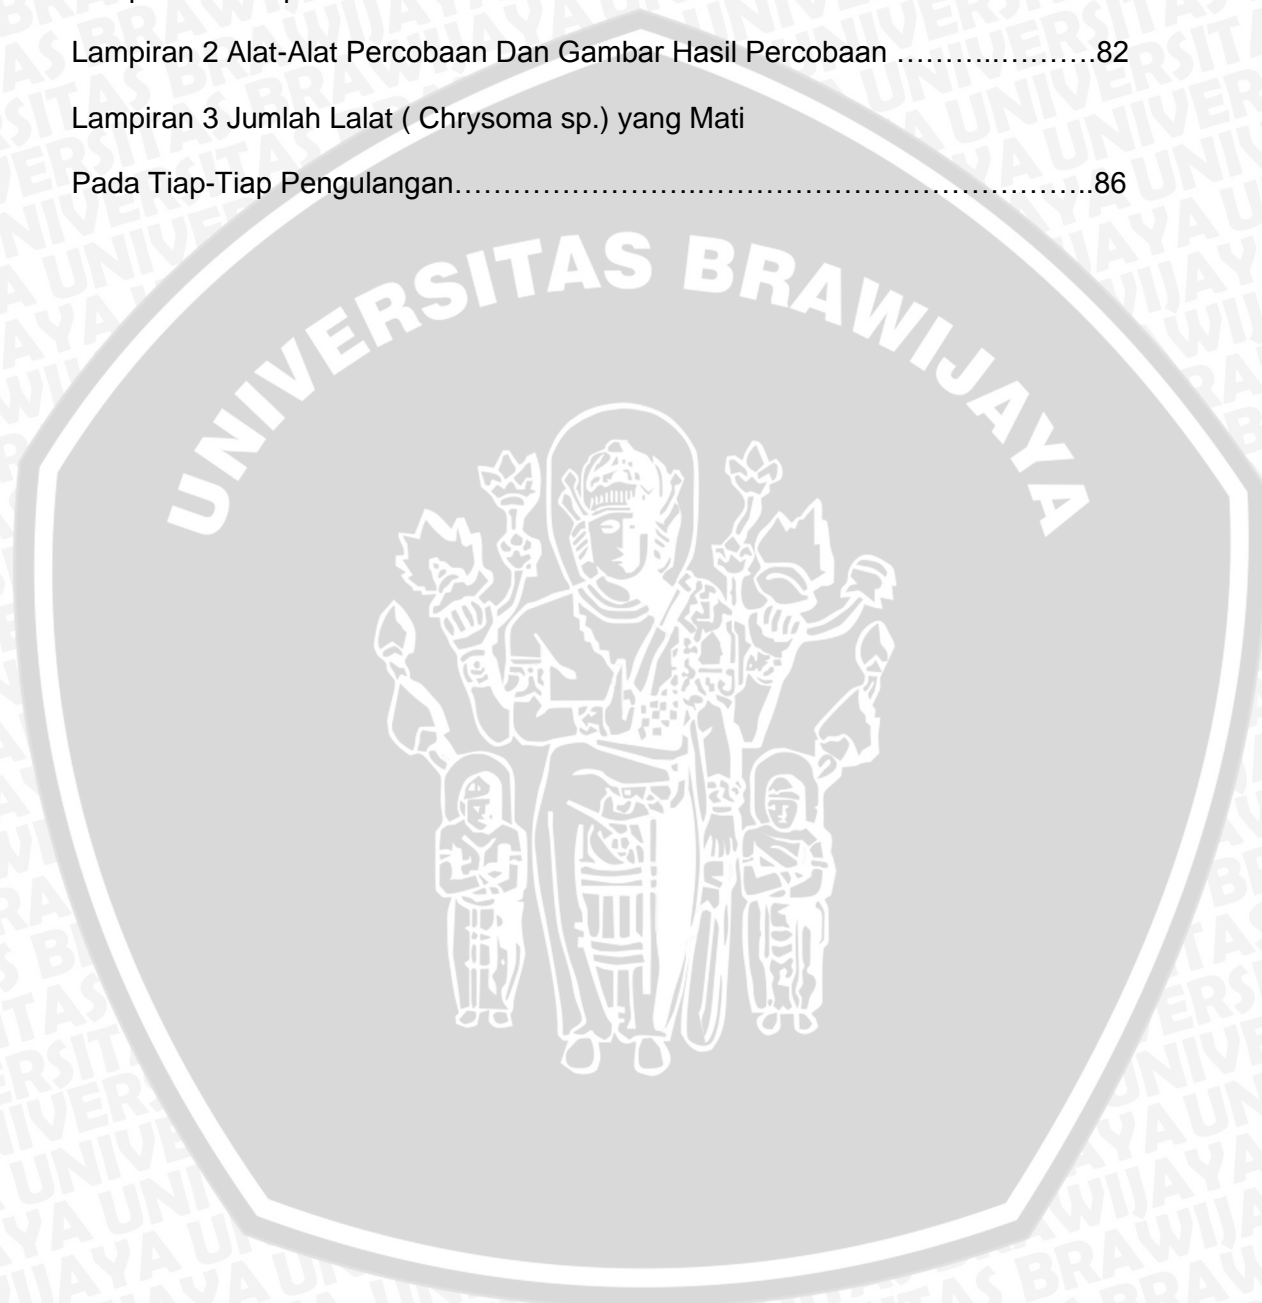 Lampiran 2 Alat-Alat Percobaan Dan Gambar Hasil Percobaan ………..……….82
Lampiran 3 Jumlah Lalat ( Chrysoma sp.) yang Mati
Pada Tiap-Tiap Pengulangan…………………….………………………………….86
UNIVERSITAS BRAWIJAYA